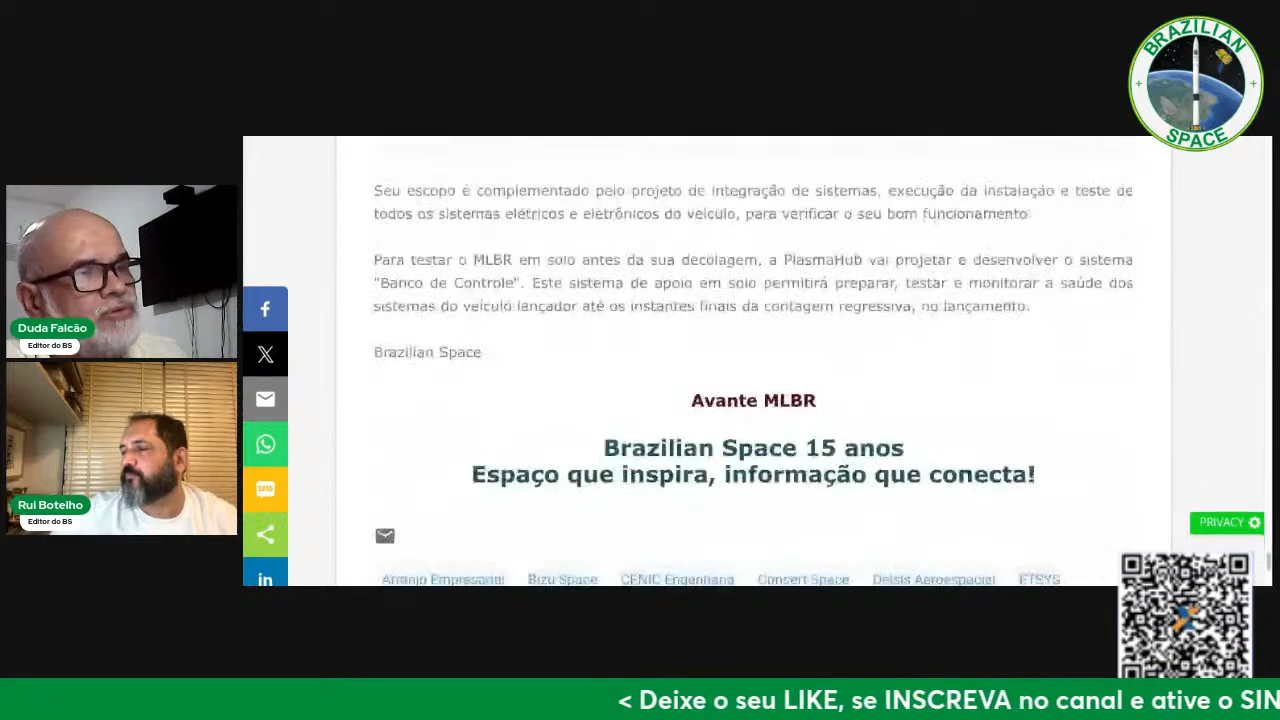 BRAZILIAN
SPACE
Seu escopo é complementado pelo projeto de integração de sistemas, execução da instalação e teste de
todos os sistemas elétricos e eletrônicos do veículo, para verificar o seu bom funcionamento.
Para testar o MLBR em solo antes da sua decolagem, a PlasmaHub vai projetar e desenvolver o sistema
"Banco de Controle". Este sistema de apoio em solo permitirá preparar, testar e monitorar a saúde dos
sistemas do veículo lançador até os instantes finais da contagem regressiva, no lançamento.
Brazilian Space
Avante MLBR
Brazilian Space 15 anos
Espaço que inspira, informação que conecta!
Arranjo Empresarial Bizu Space CENIC Engenharia Concert Space Delsis Aeroespacial ETSYS
Duda Falcão
Editor do BS
Rui Botelho
Editor do BS
SMS
in
PRIVACY
< Deixe o seu LIKE, se INSCREVA no canal e ative o SIN